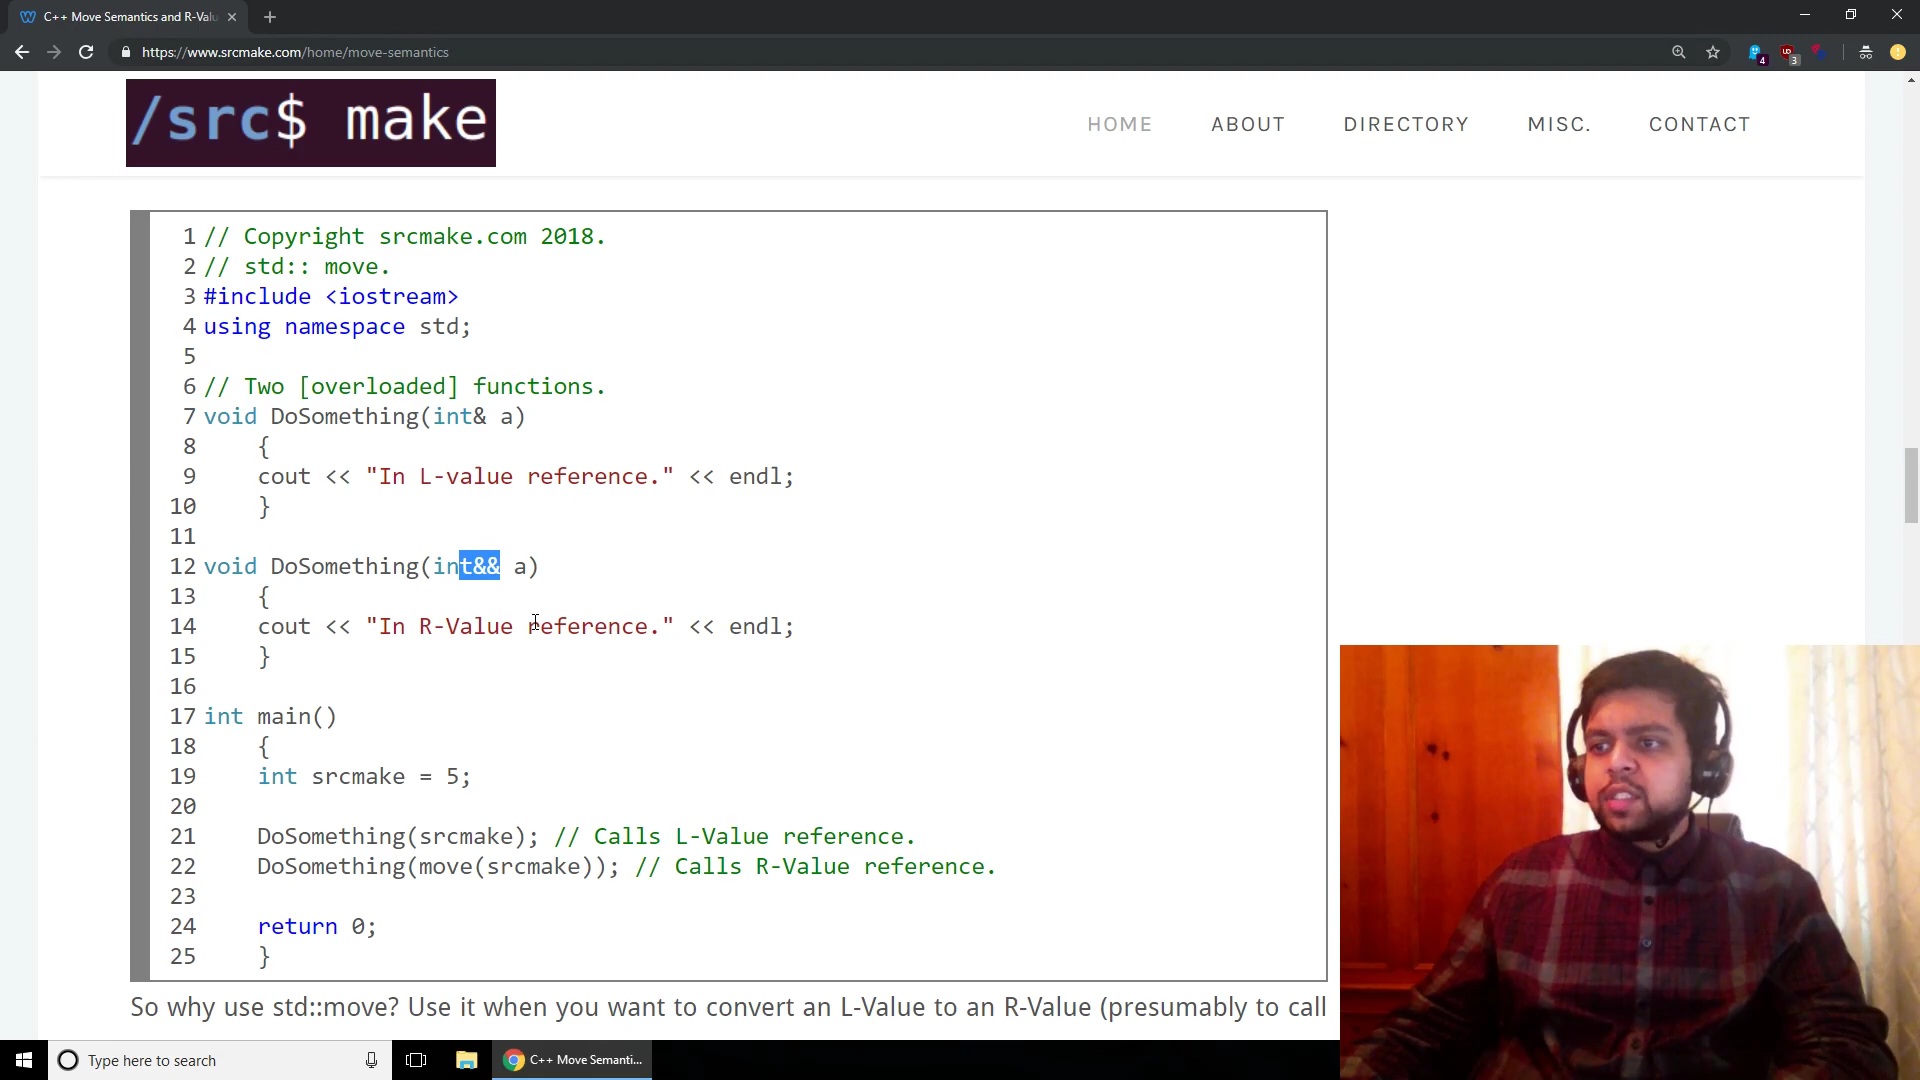 C++ Move Semantics and R-Valu
https://www.srcmake.com/home/move-semantics
4
UD
3
/src$ make
HOME ABOUT DIRECTORY MISC. CONTACT
1 // Copyright srcmake.com 2018.
2 // std:: move.
3 #include <iostream>
4 using namespace std;
5
6 // Two [overloaded] functions.
7 void DoSomething(int& a)
8 {
9 cout << "In L-value reference." << endl;
10 }
11
12 void DoSomething(int&& a)
13 {
14 cout << "In R-Value reference." << endl;
15 }
16
17 int main()
18 {
19 int srcmake = 5;
20
21 DoSomething(srcmake); // Calls L-Value reference.
22 DoSomething(move(srcmake)); // Calls R-Value reference.
23
24 return 0;
25 }
So why use std::move? Use it when you want to convert an L-Value to an R-Value (presumably to call
Type here to search
C++ Move Semanti...